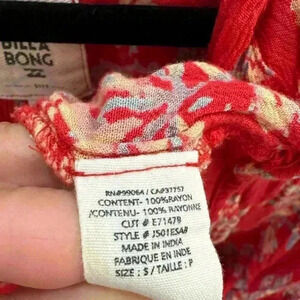 BILLA
BONG
RN#99064 / CA#37757
CONTENT- 100%RAYON
/CONTENU- 100%RAYONNE
CUT # E71479
STYLE # J501ESAB
MADE IN INDIA
FABRIQUE EN INDE
SIZE : S / TAILLE : P